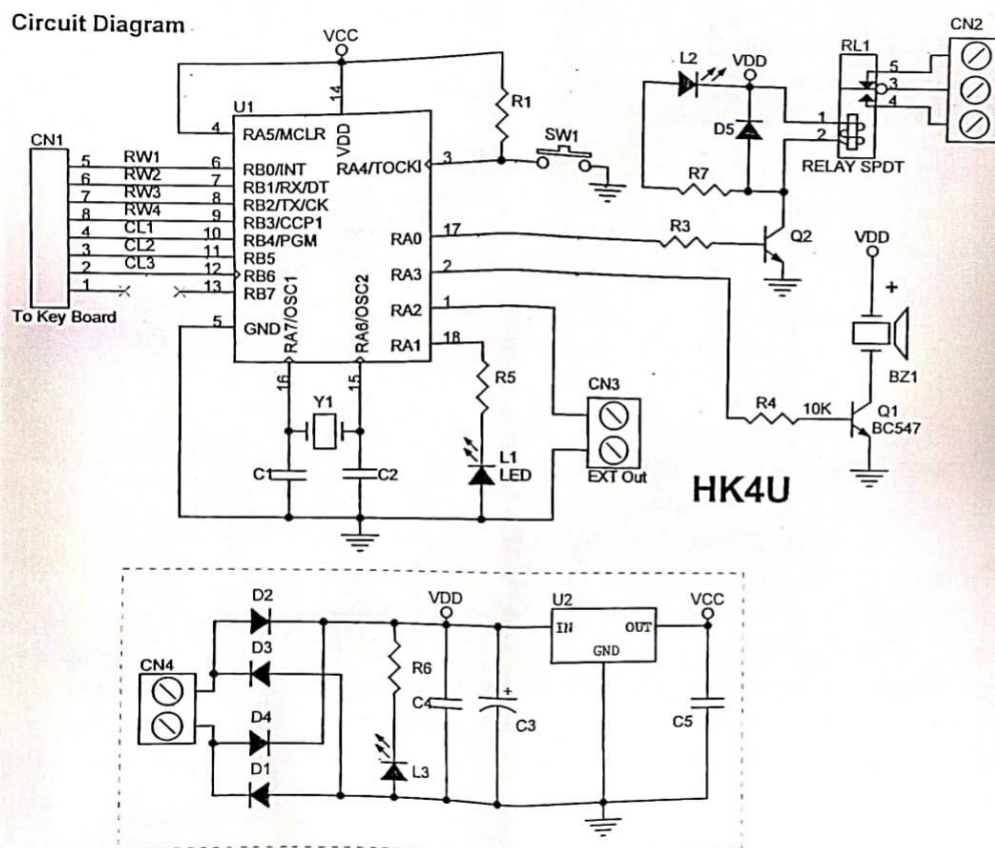 Circuit Diagram
VCC
CN2
RL1
L2
VDD
5
3
4
14
R1
U1
CN1
4
RA5/MCLR
VDD
SW1
D5
1
2
5
RW1
6
RB0/INT
RA4/TOCKI
3
RELAY SPDT
6
RW2
7
RB1/RX/DT
7
RW3
8
RB2/TX/CK
R7
8
RW4
9
RB3/CCP1
4
CL1
10
RB4/PGM
RA0
17
R3
Q2
VDD
3
CL2
11
RB5
2
CL3
12
RB6
RA3
2
1
13
RB7
RA2
1
+
To Key Board
5
GND
RA7/OSC1
RA6/OSC2
RA1
18
16
15
R5
CN3
BZ1
Y1
R4
10K
Q1
BC547
C1
C2
L1
LED
EXT Out
HK4U
D2
VDD
U2
VCC
IN
OUT
D3
GND
CN4
R6
C4
+
C3
C5
D4
L3
D1